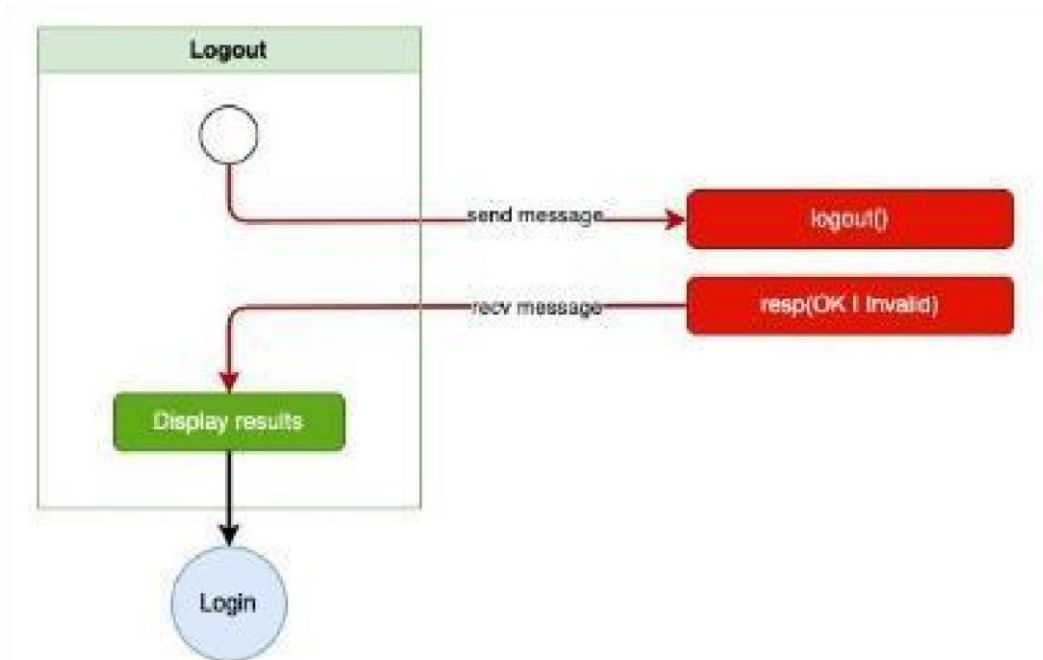 Logout
send message
logout()
recv message
resp(OK | Invalid)
Display results
Login